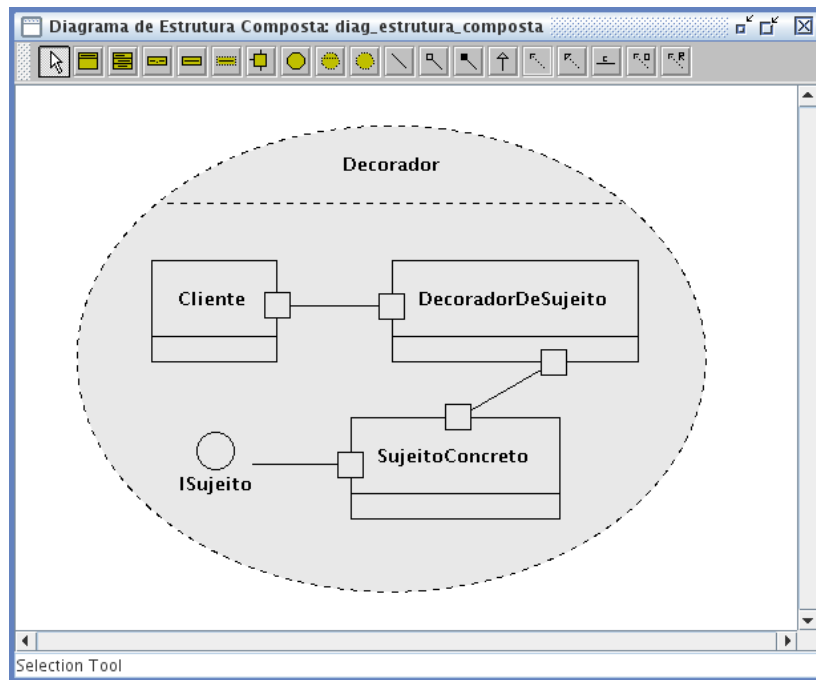 Diagrama de Estrutura Composta: diag_estrutura_composta
Decorador
Cliente
DecoradorDeSujeito
SujeitoConcreto
ISujeito
Selection Tool